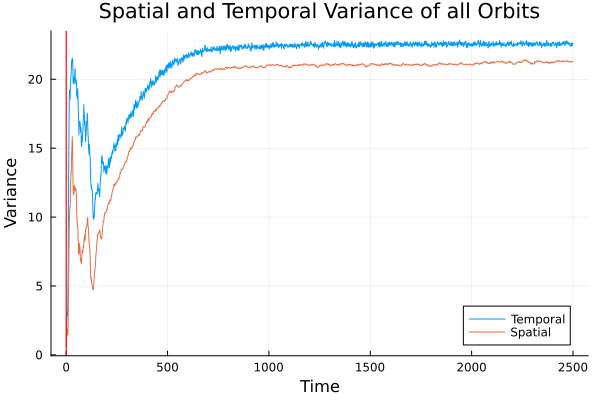 Spatial and Temporal Variance of all Orbits
Variance
20
15
10
5
0
Temporal
Spatial
0 500 1000 1500 2000 2500
Time